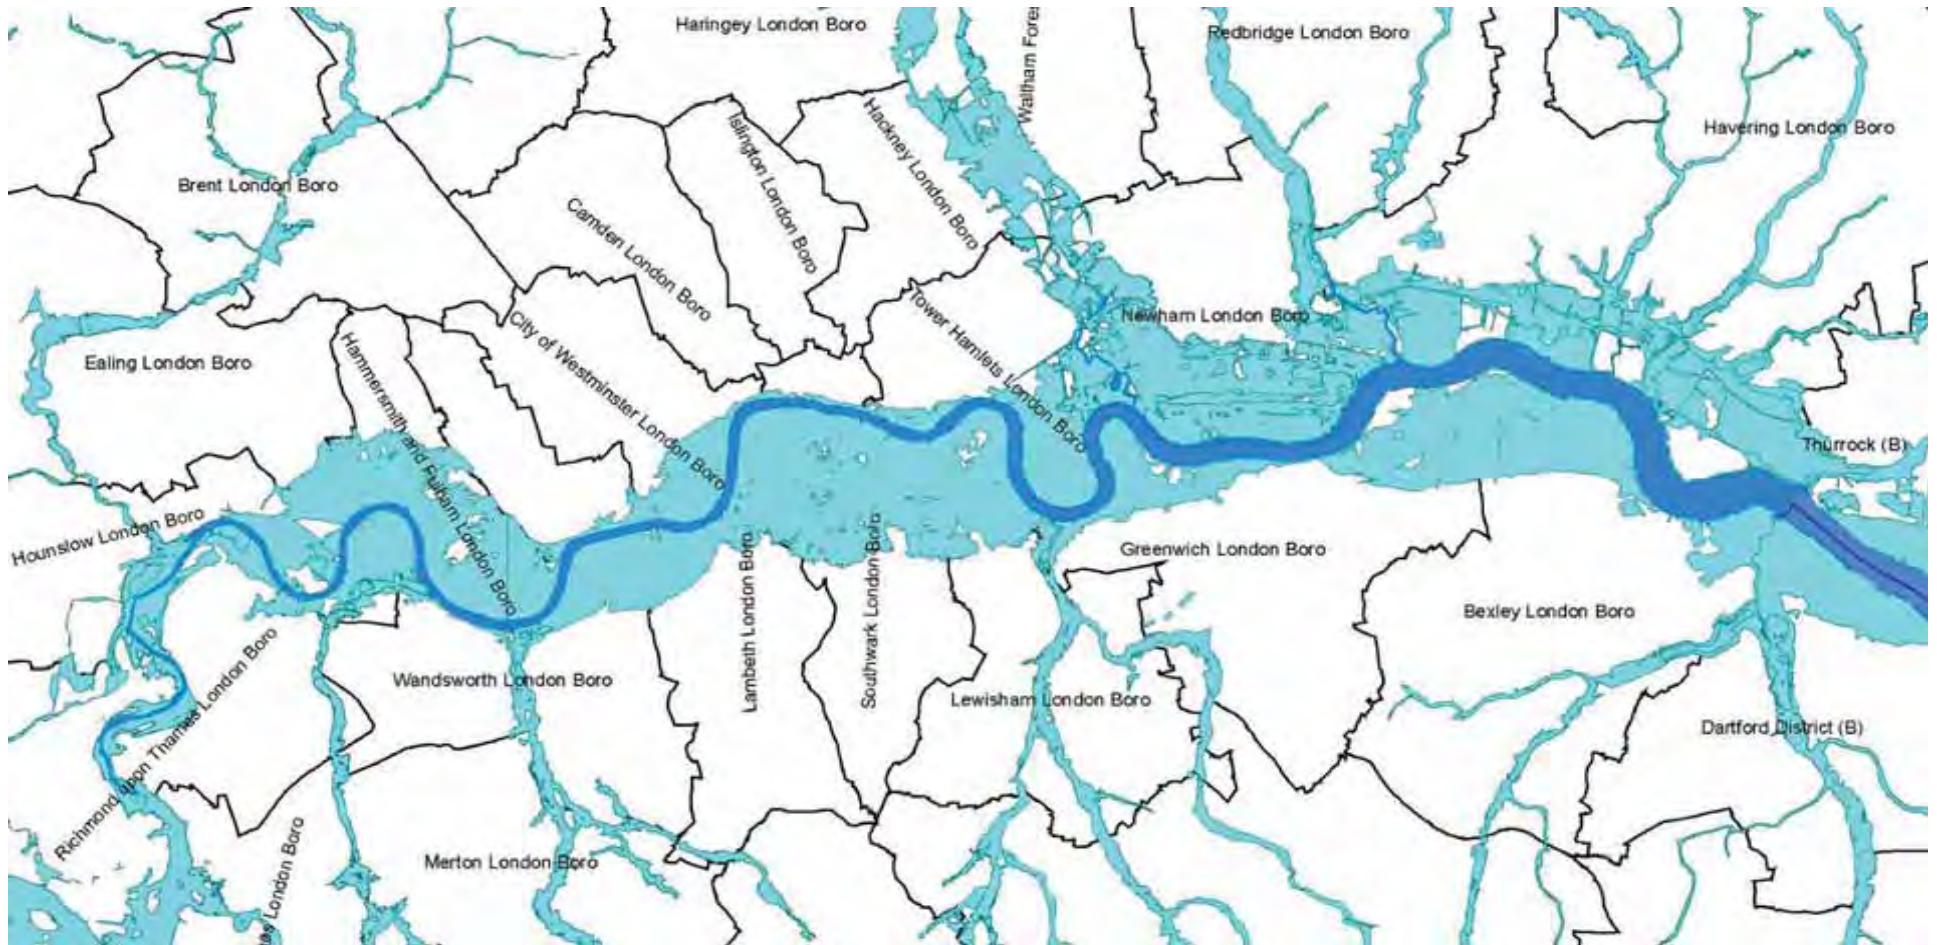 Haringey London Boro
Waltham Fores
Redbridge London Boro
Havering London Boro
Brent London Boro
Camden London Boro
Islington London Boro
Hackney London Boro
Ealing London Boro
Hammersmith and Fulham London Boro
City of Westminster London Boro
Tower Hamlets London Boro
Newham London Boro
Thurrock (B)
Hounslow London Boro
Lambeth London Boro
Southwark London Boro
Greenwich London Boro
Bexley London Boro
Richmond upon Thames London Boro
Wandsworth London Boro
Lewisham London Boro
Dartford District (B)
Merton London Boro
London Boro